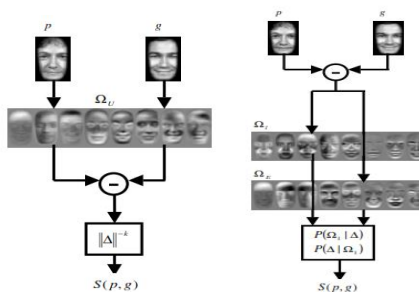 p g
Ω_U
−
‖Δ‖^{-k}
S(p, g)
p g
−
Ω_I
Ω_E
P(Ω_I | Δ)
P(Δ | Ω_I)
S(p, g)